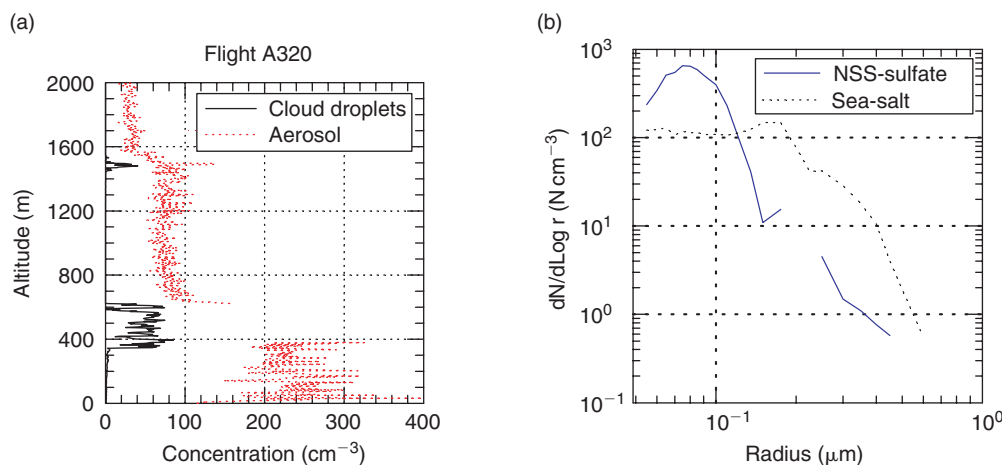 (a)
Flight A320
Cloud droplets
Aerosol
Altitude (m)
2000
1600
1200
800
400
0
0 100 200 300 400
Concentration (cm⁻³)
(b)
NSS-sulfate
Sea-salt
dN/dLog r (N cm⁻³)
10³
10²
10¹
10⁰
10⁻¹
10⁻¹ 10⁰
Radius (μm)